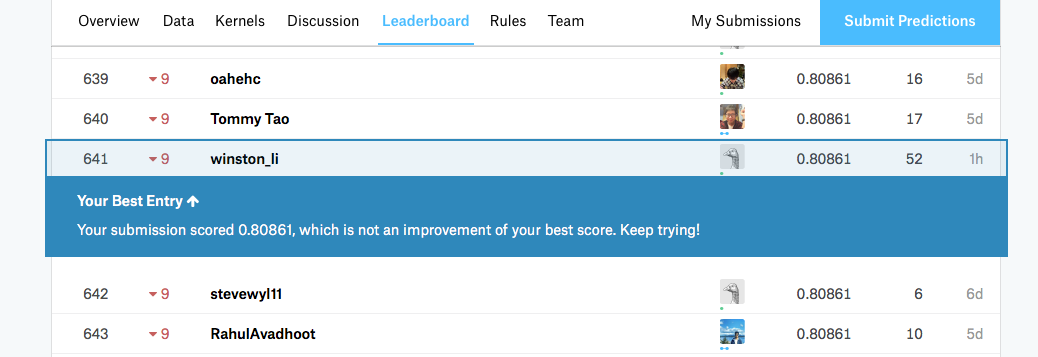 Overview Data Kernels Discussion Leaderboard Rules Team My Submissions Submit Predictions
639 9 oahehc 0.80861 16 5d
640 9 Tommy Tao 0.80861 17 5d
641 9 winston_li 0.80861 52 1h
Your Best Entry
Your submission scored 0.80861, which is not an improvement of your best score. Keep trying!
642 9 stevewyl11 0.80861 6 6d
643 9 RahulAvadhoot 0.80861 10 5d